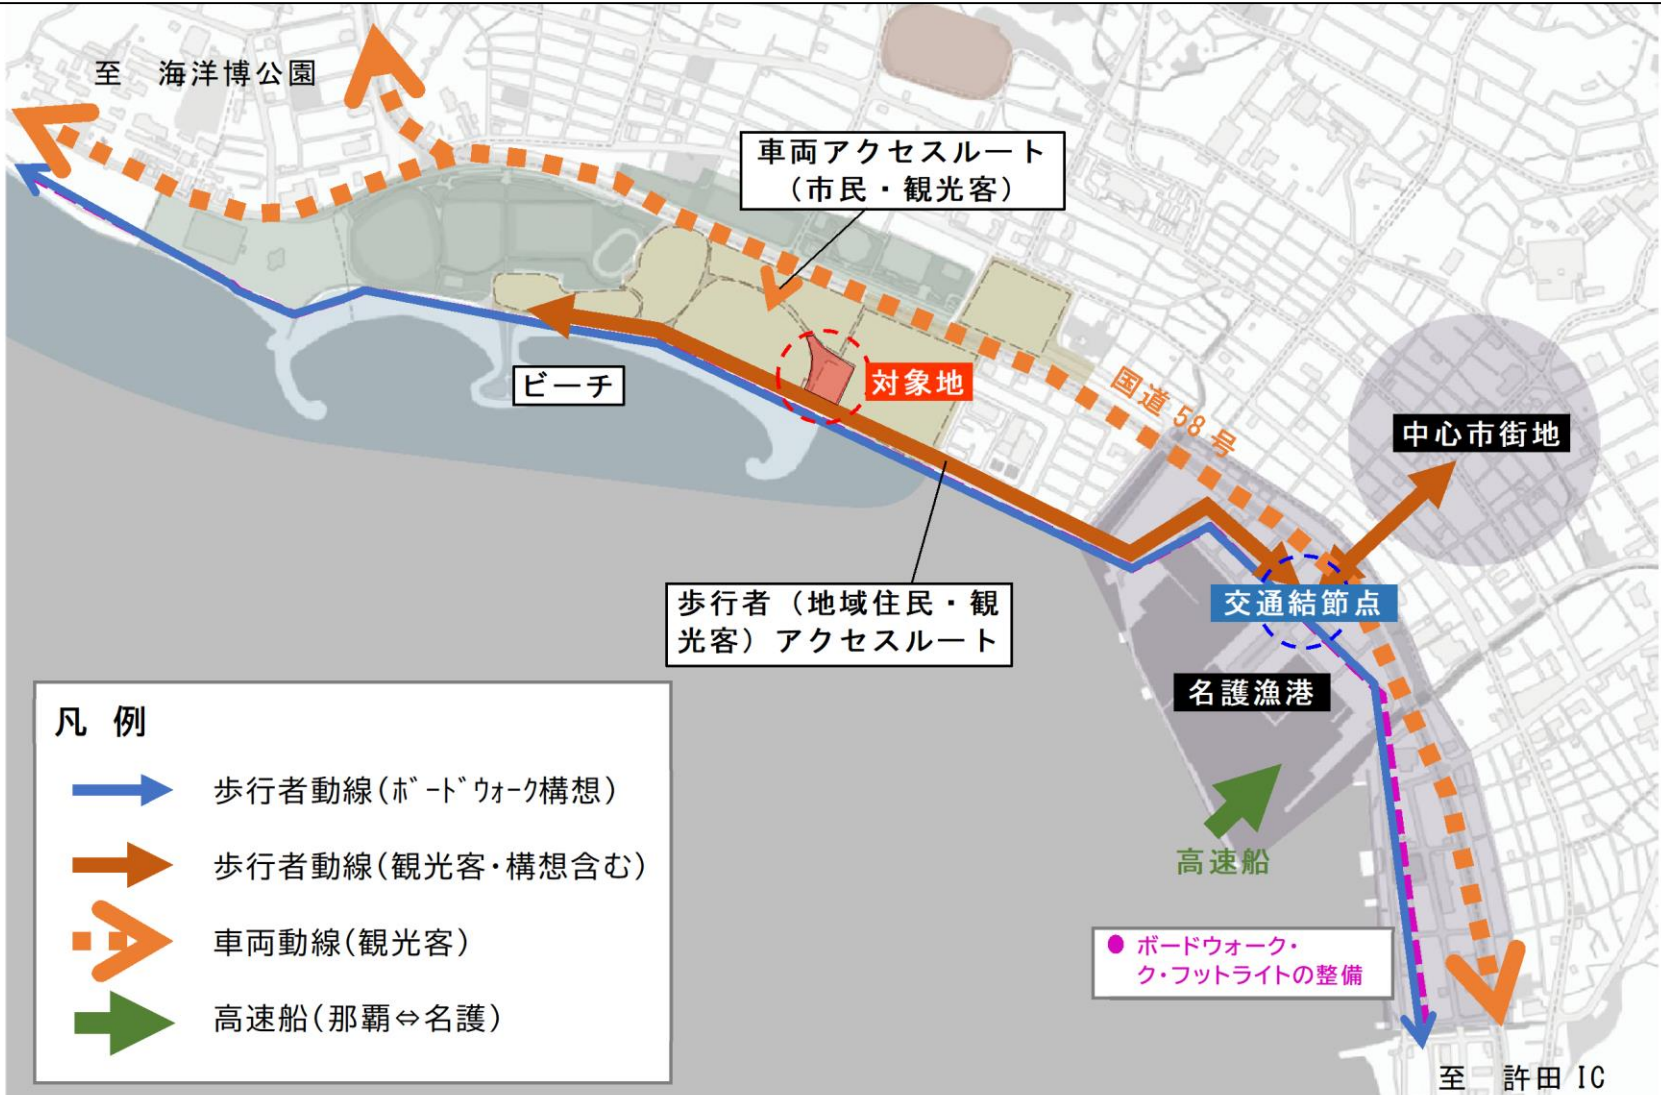 至 海洋博公園
車両アクセスルート
(市民・観光客)
ビーチ
対象地
国道58号
中心市街地
歩行者(地域住民・観
光客)アクセスルート
交通結節点
名護漁港
高速船
凡 例
歩行者動線(ボードウォーク構想)
歩行者動線(観光客・構想含む)
車両動線(観光客)
高速船(那覇⇔名護)
● ボードウォーク・
ク・フットライトの整備
至 許田 IC